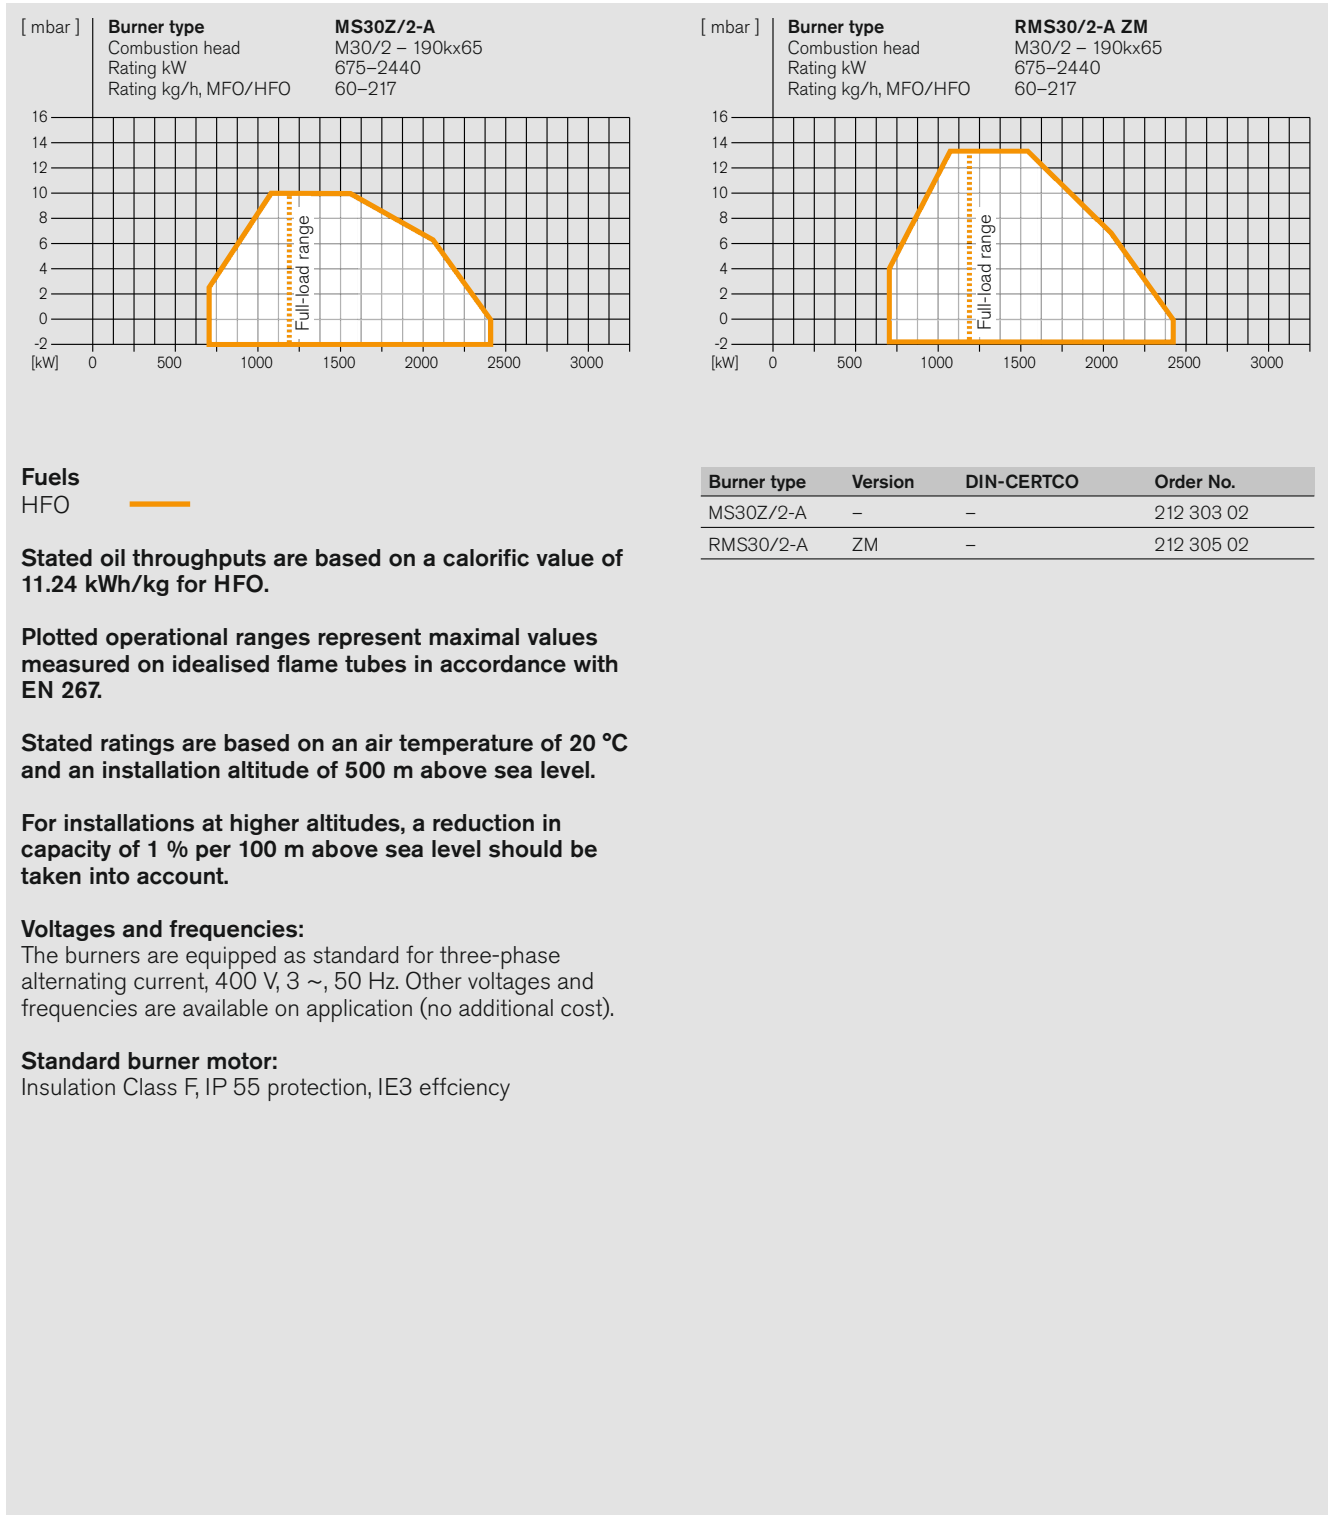 [ mbar ]
Burner type MS30Z/2-A
Combustion head M30/2 – 190kx65
Rating kW 675–2440
Rating kg/h, MFO/HFO 60–217
16
14
12
10
8
6
4
2
0
-2
Full-load range
[kW] 0 500 1000 1500 2000 2500 3000
[ mbar ]
Burner type RMS30/2-A ZM
Combustion head M30/2 – 190kx65
Rating kW 675–2440
Rating kg/h, MFO/HFO 60–217
16
14
12
10
8
6
4
2
0
-2
Full-load range
[kW] 0 500 1000 1500 2000 2500 3000
Fuels
HFO
Stated oil throughputs are based on a calorific value of
11.24 kWh/kg for HFO.
Plotted operational ranges represent maximal values
measured on idealised flame tubes in accordance with
EN 267.
Stated ratings are based on an air temperature of 20 °C
and an installation altitude of 500 m above sea level.
For installations at higher altitudes, a reduction in
capacity of 1 % per 100 m above sea level should be
taken into account.
Voltages and frequencies:
The burners are equipped as standard for three-phase
alternating current, 400 V, 3 ~, 50 Hz. Other voltages and
frequencies are available on application (no additional cost).
Standard burner motor:
Insulation Class F, IP 55 protection, IE3 effciency
Burner type Version DIN-CERTCO Order No.
MS30Z/2-A – – 212 303 02
RMS30/2-A ZM – 212 305 02